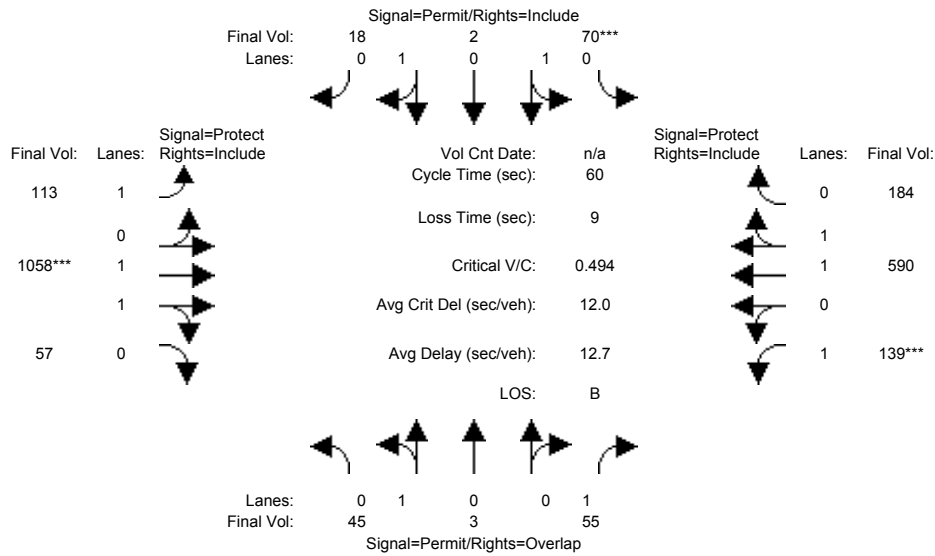 Signal=Permit/Rights=Include
Final Vol: 18 2 70***
Lanes: 0 1 0 1 0
Signal=Protect Signal=Protect
Final Vol: Lanes: Rights=Include Vol Cnt Date: n/a Rights=Include Lanes: Final Vol:
Cycle Time (sec): 60
113 1 0 184
Loss Time (sec): 9
0 1
1058*** 1 Critical V/C: 0.494 1 590
1 Avg Crit Del (sec/veh): 12.0 0
57 0 Avg Delay (sec/veh): 12.7 1 139***
LOS: B
Lanes: 0 1 0 0 1
Final Vol: 45 3 55
Signal=Permit/Rights=Overlap